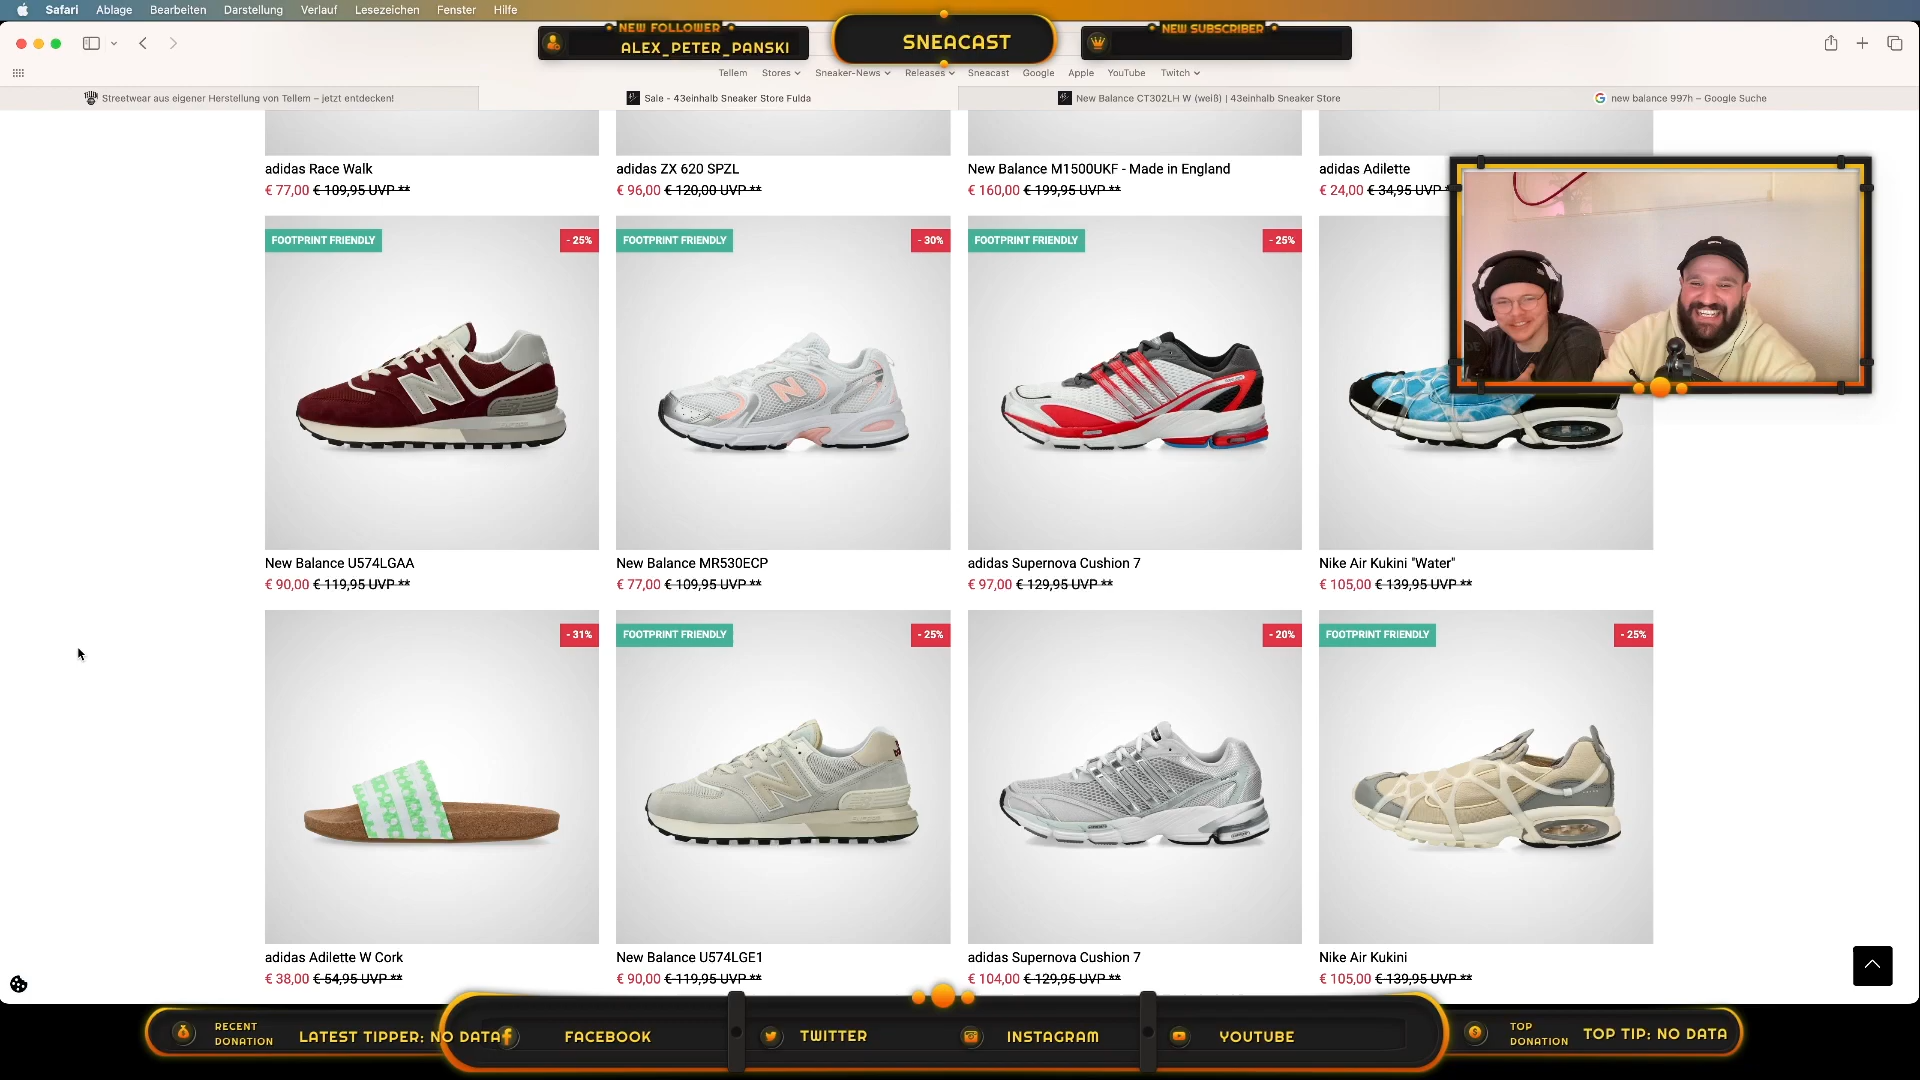 Safari Ablage Bearbeiten Darstellung Verlauf Lesezeichen Fenster Hilfe
NEW FOLLOWER
ALEX_PETER_PANSKI
SNEACAST
NEW SUBSCRIBER
Tellem Stores Sneaker-News Releases Sneacast Google Apple YouTube Twitch
Streetwear aus eigener Herstellung von Tellem – jetzt entdecken!
Sale - 43einhalb Sneaker Store Fulda
New Balance CT302LH W (weiß) | 43einhalb Sneaker Store
new balance 997h – Google Suche
adidas Race Walk
€ 77,00 € 109,95 UVP **
adidas ZX 620 SPZL
€ 96,00 € 120,00 UVP **
New Balance M1500UKF - Made in England
€ 160,00 € 199,95 UVP **
adidas Adilette
€ 24,00 € 34,95 UVP
FOOTPRINT FRIENDLY
- 25%
New Balance U574LGAA
€ 90,00 € 119,95 UVP **
FOOTPRINT FRIENDLY
- 30%
New Balance MR530ECP
€ 77,00 € 109,95 UVP **
FOOTPRINT FRIENDLY
- 25%
adidas Supernova Cushion 7
€ 97,00 € 129,95 UVP **
Nike Air Kukini "Water"
€ 105,00 € 139,95 UVP **
- 31%
adidas Adilette W Cork
€ 38,00 € 54,95 UVP **
FOOTPRINT FRIENDLY
- 25%
New Balance U574LGE1
€ 90,00 € 119,95 UVP **
- 20%
adidas Supernova Cushion 7
€ 104,00 € 129,95 UVP **
FOOTPRINT FRIENDLY
- 25%
Nike Air Kukini
€ 105,00 € 139,95 UVP **
RECENT
DONATION
LATEST TIPPER: NO DATA
FACEBOOK
TWITTER
INSTAGRAM
YOUTUBE
TOP
DONATION
TOP TIP: NO DATA